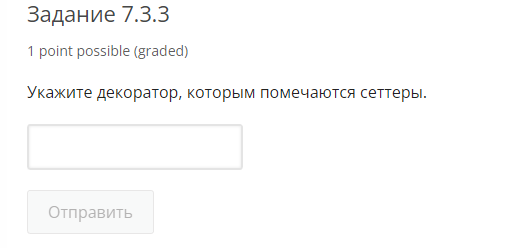 Задание 7.3.3
1 point possible (graded)
Укажите декоратор, которым помечаются сеттеры.
Отправить